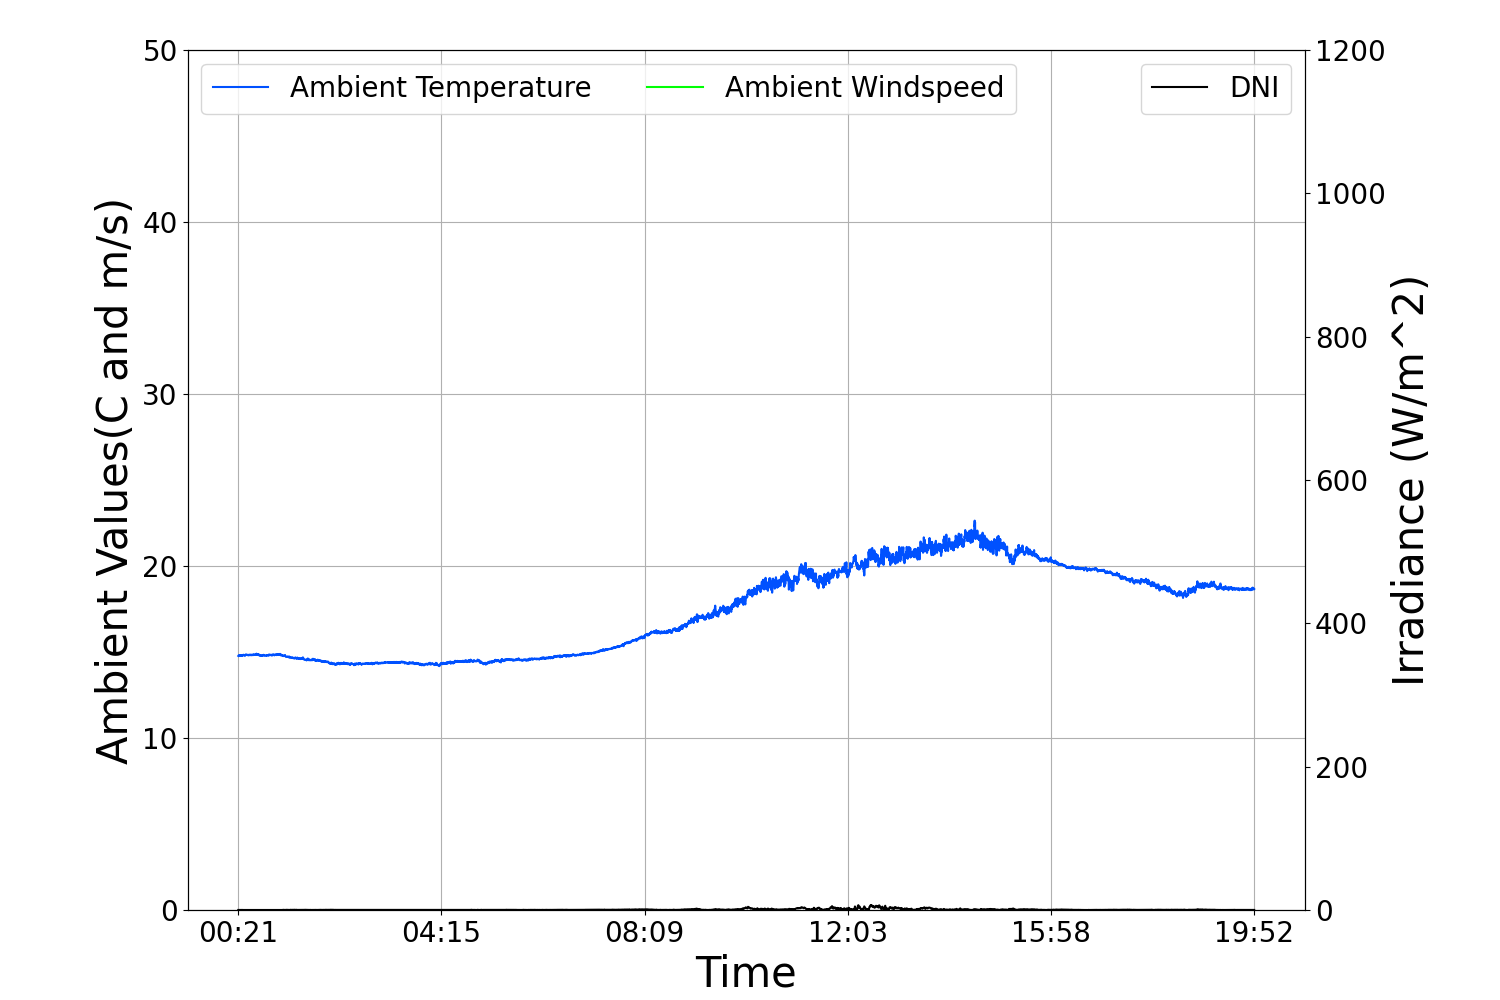 Ambient Temperature
Ambient Windspeed
DNI
Ambient Values(C and m/s)
50
40
30
20
10
0
1200
1000
800
600
400
200
0
Irradiance (W/m^2)
00:21 04:15 08:09 12:03 15:58 19:52
Time